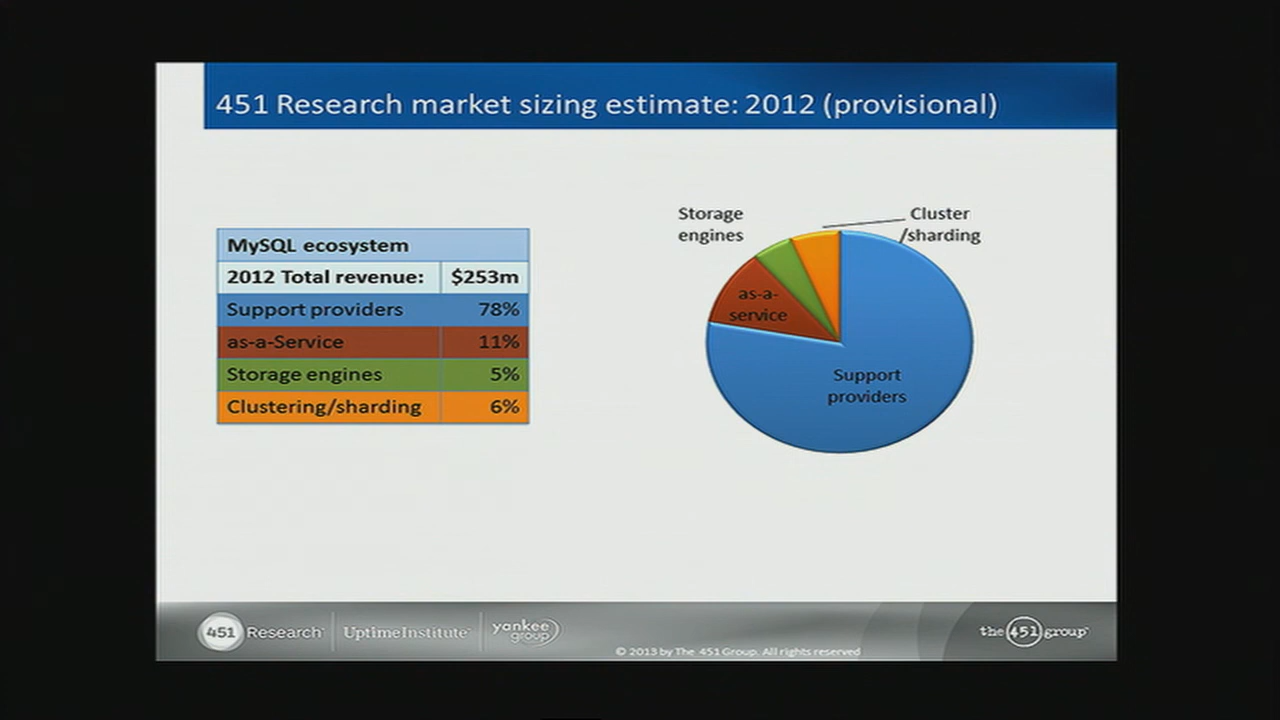 451 Research market sizing estimate: 2012 (provisional)
MySQL ecosystem
2012 Total revenue: $253m
Support providers 78%
as-a-Service 11%
Storage engines 5%
Clustering/sharding 6%
Storage
engines
Cluster
/sharding
as-a-
service
Support
providers
451 Research
UptimeInstitute
yankee
group
the 451 group
© 2013 by The 451 Group. All rights reserved